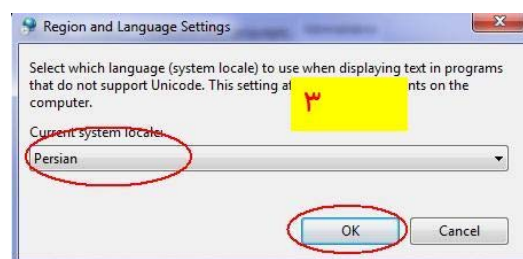 Region and Language Settings
Select which language (system locale) to use when displaying text in programs
that do not support Unicode. This setting nts on the
computer.
۳
Current system locale:
Persian
OK Cancel